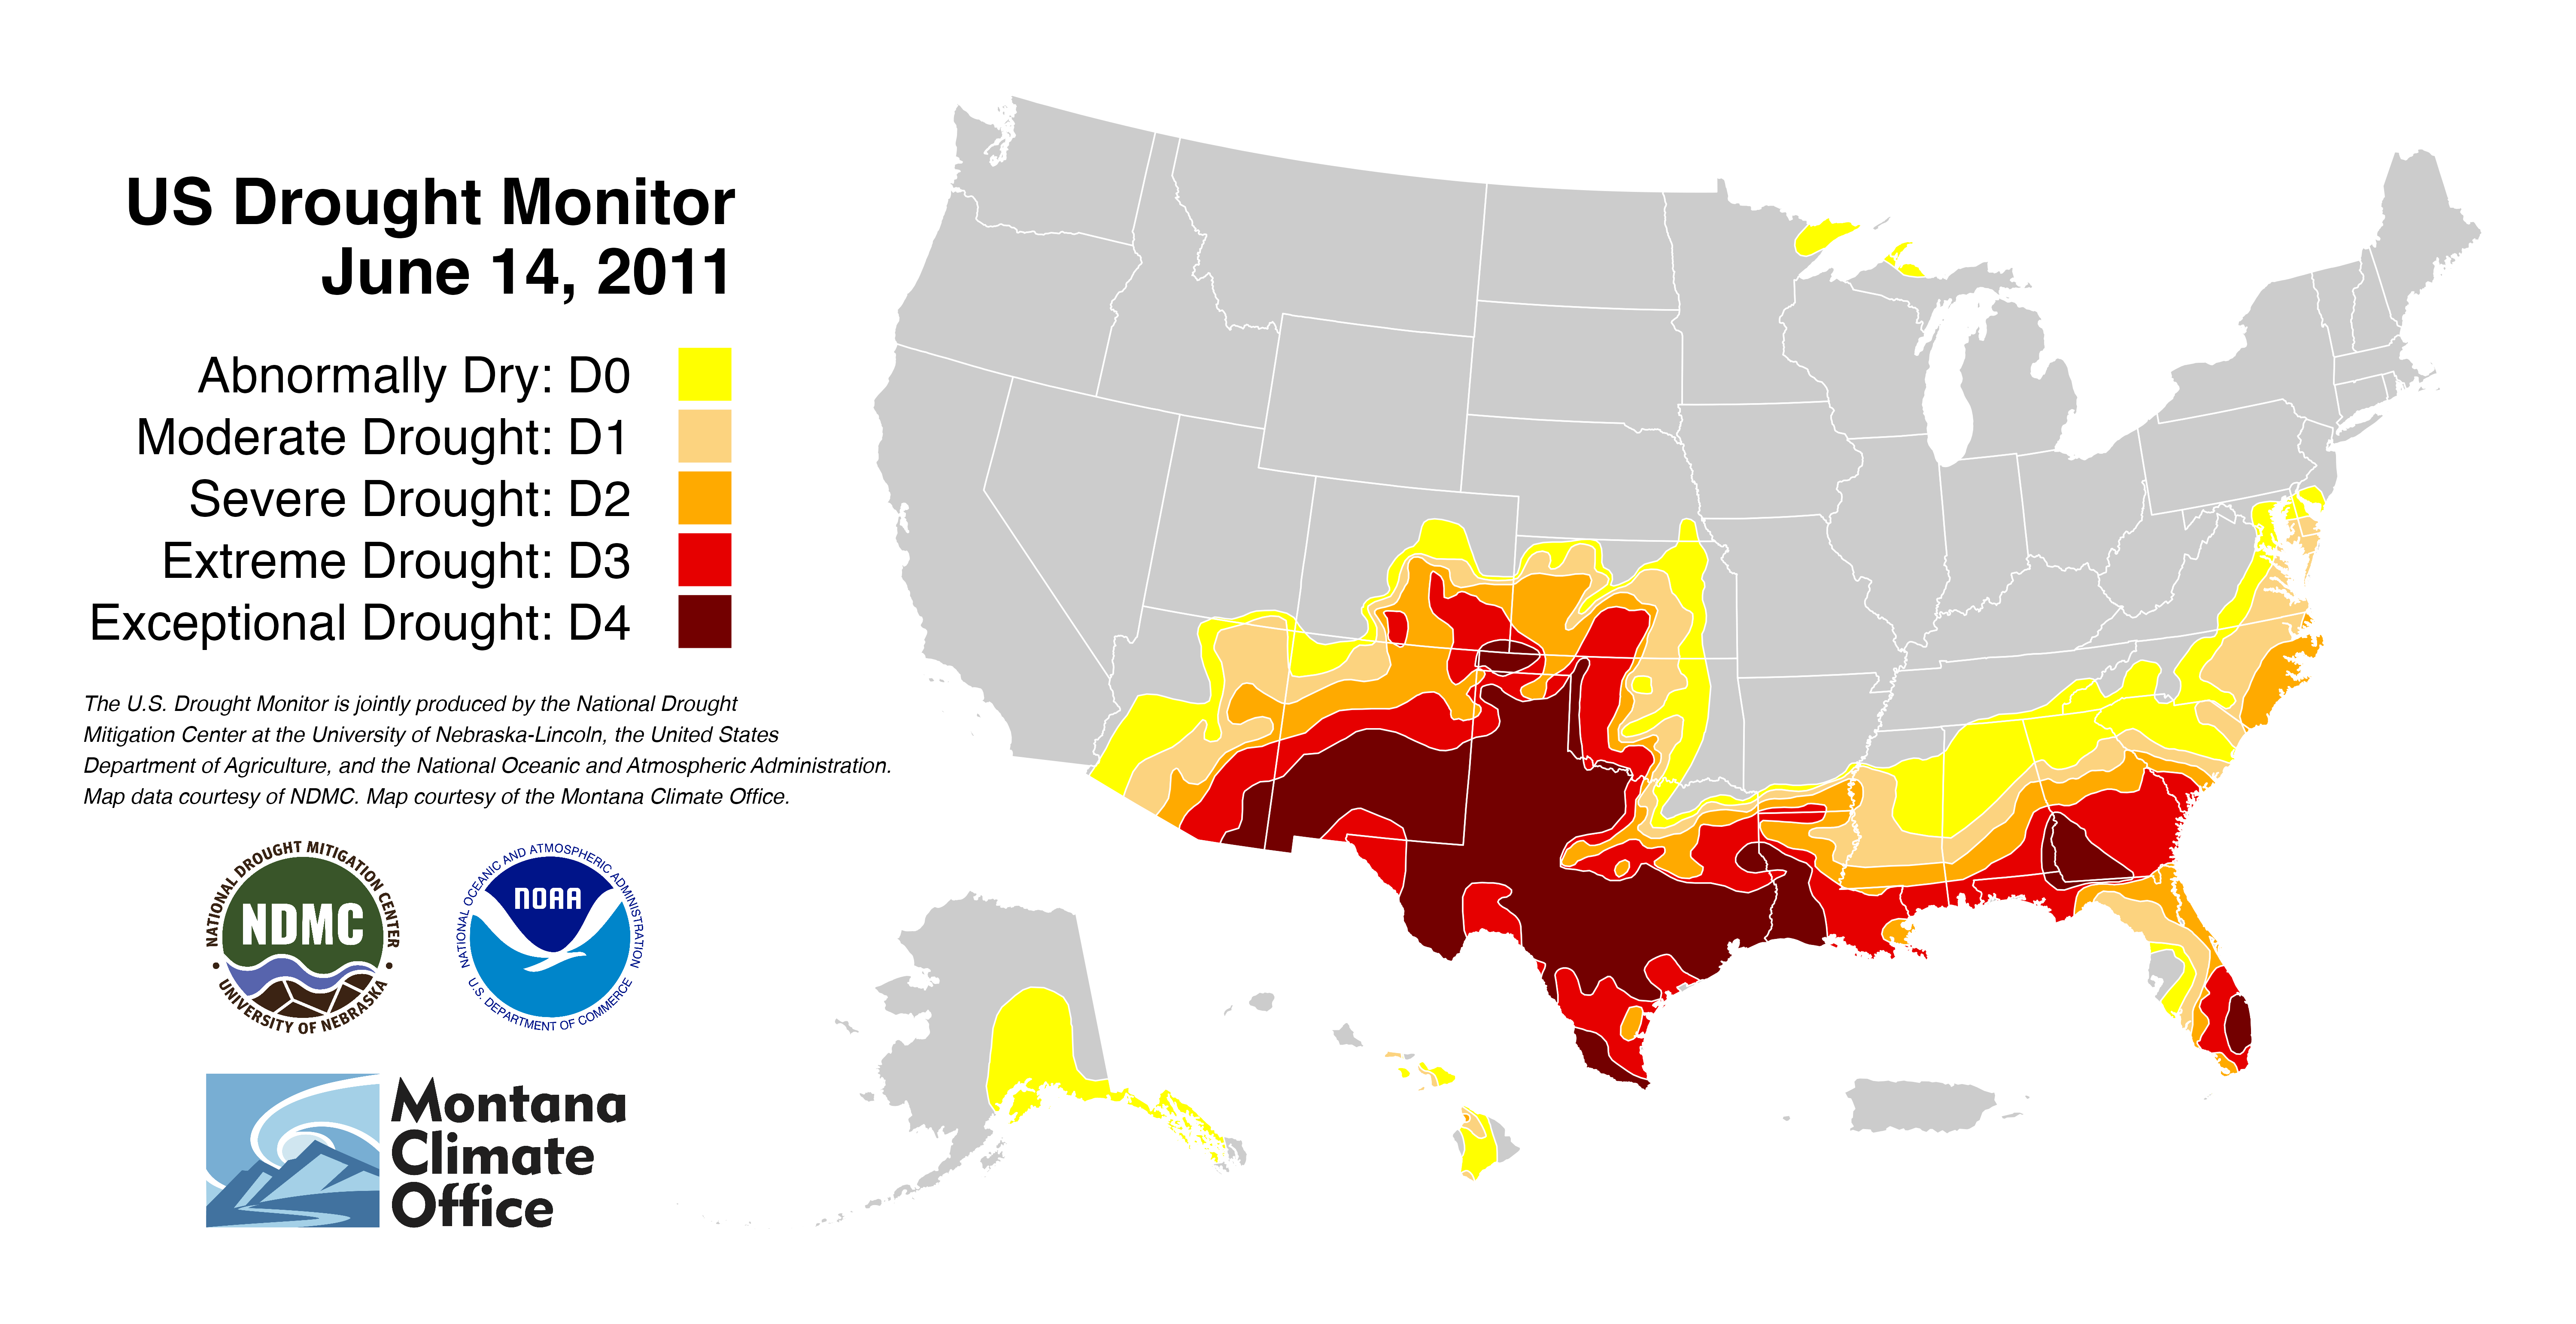 US Drought Monitor
June 14, 2011
Abnormally Dry: D0
Moderate Drought: D1
Severe Drought: D2
Extreme Drought: D3
Exceptional Drought: D4
The U.S. Drought Monitor is jointly produced by the National Drought
Mitigation Center at the University of Nebraska-Lincoln, the United States
Department of Agriculture, and the National Oceanic and Atmospheric Administration.
Map data courtesy of NDMC. Map courtesy of the Montana Climate Office.
NATIONAL DROUGHT MITIGATION CENTER
NDMC
UNIVERSITY OF NEBRASKA
NATIONAL OCEANIC AND ATMOSPHERIC ADMINISTRATION
NOAA
U.S. DEPARTMENT OF COMMERCE
Montana
Climate
Office